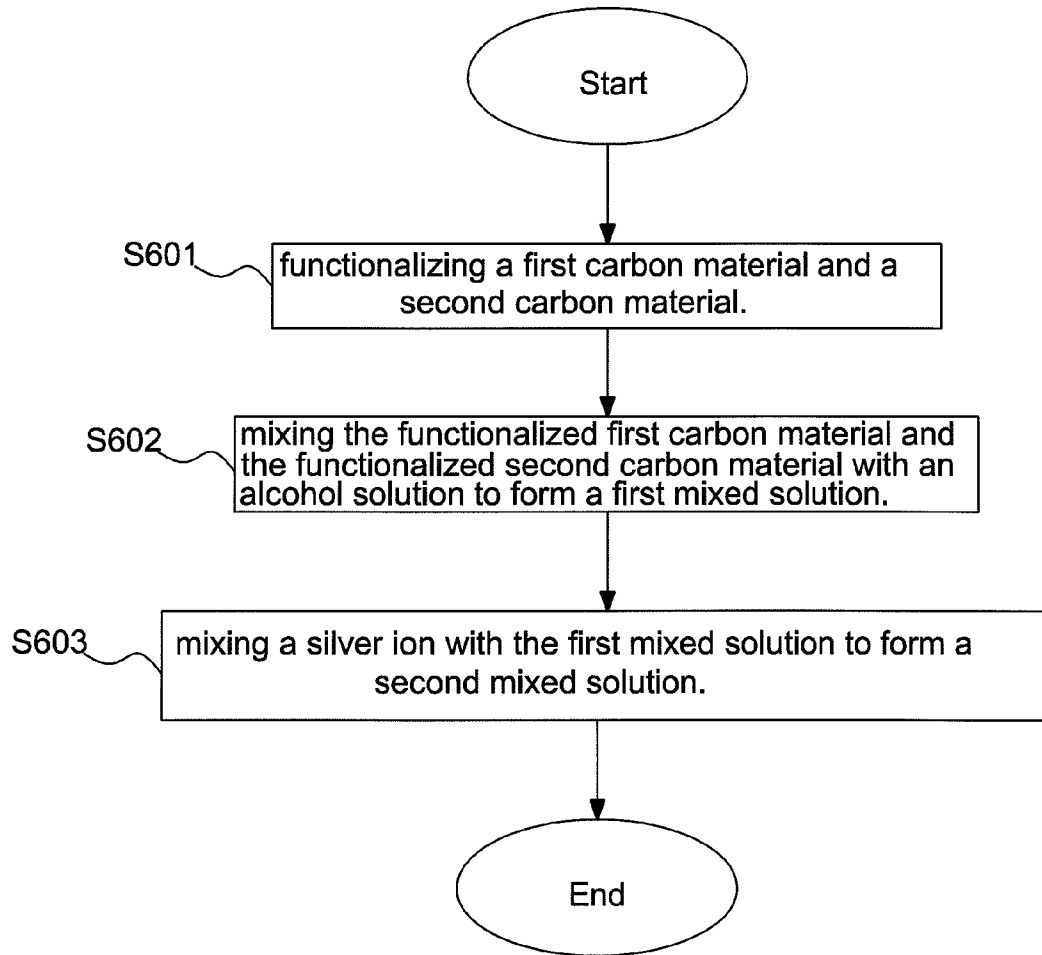 Start
S601
functionalizing a first carbon material and a
second carbon material.
S602
mixing the functionalized first carbon material and
the functionalized second carbon material with an
alcohol solution to form a first mixed solution.
S603
mixing a silver ion with the first mixed solution to form a
second mixed solution.
End